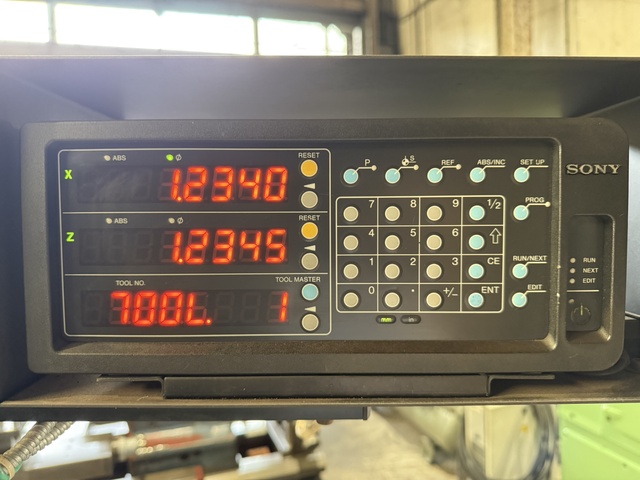 ABS Ø RESET
X 1.2340
P S REF ABS/INC SET UP
SONY
ABS Ø RESET
Z 1.2345
7 8 9 1/2 PROG
4 5 6
1 2 3 CE RUN/NEXT
0 . +/- ENT EDIT
TOOL NO. TOOL MASTER
TOOL. 1
mm in
RUN
NEXT
EDIT